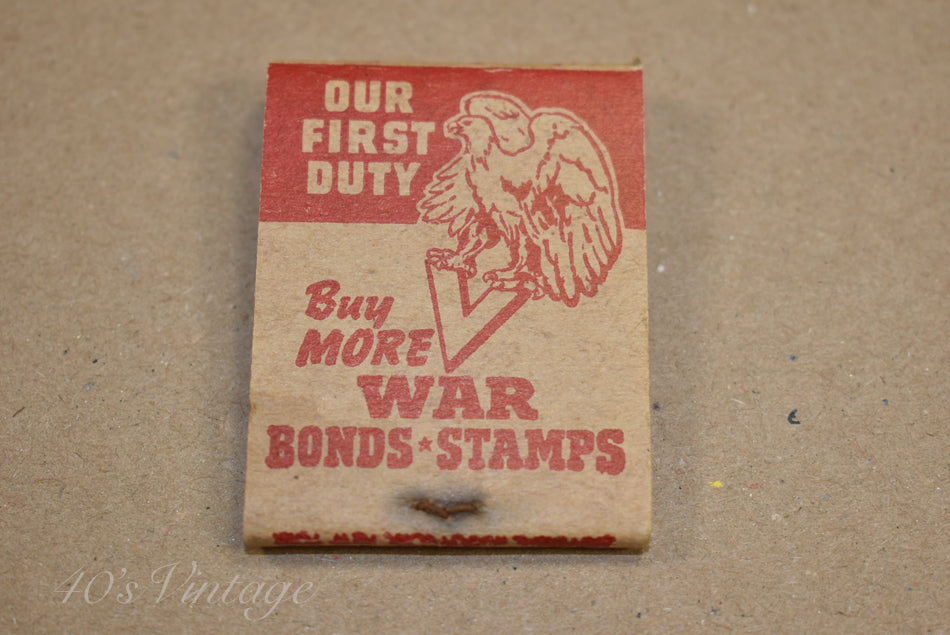 OUR
FIRST
DUTY
Buy
MORE
WAR
BONDS★STAMPS
40's Vintage